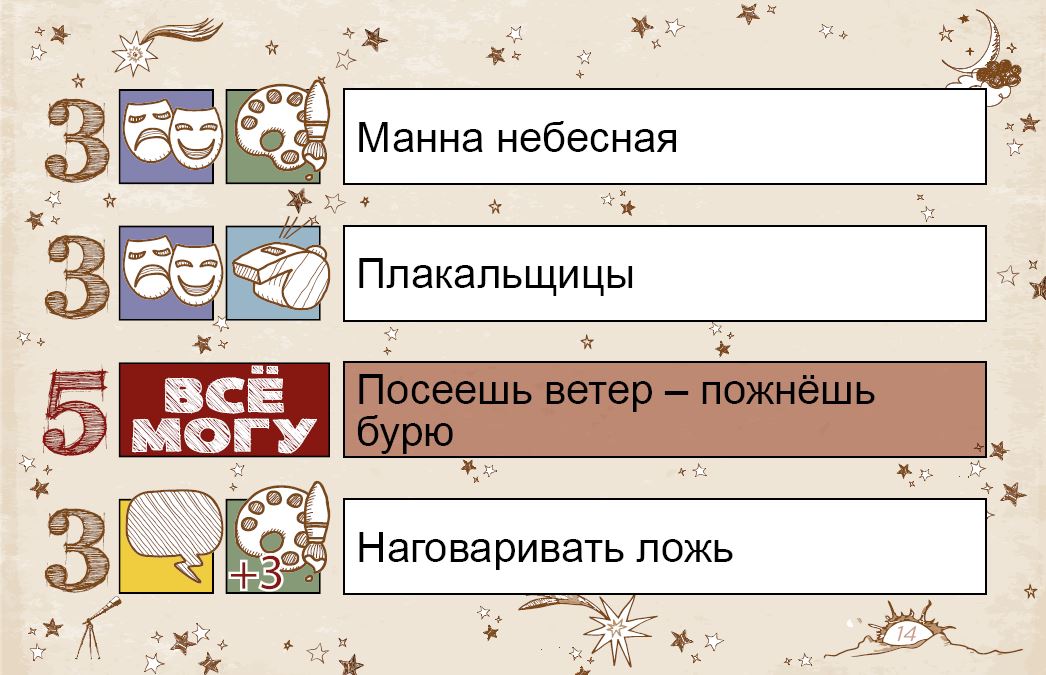 3 Манна небесная
3 Плакальщицы
5 ВСЁ МОГУ Посеешь ветер – пожнёшь
бурю
3 +3 Наговаривать ложь
14